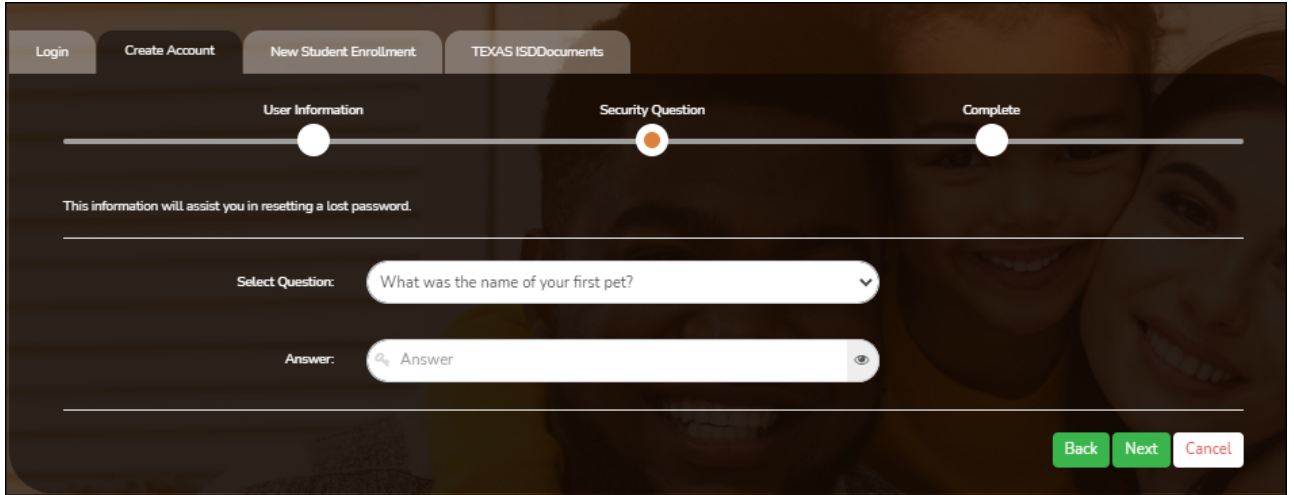 Login Create Account New Student Enrollment TEXAS ISDDocuments
User Information Security Question Complete
This information will assist you in resetting a lost password.
Select Question: What was the name of your first pet?
Answer: Answer
Back Next Cancel